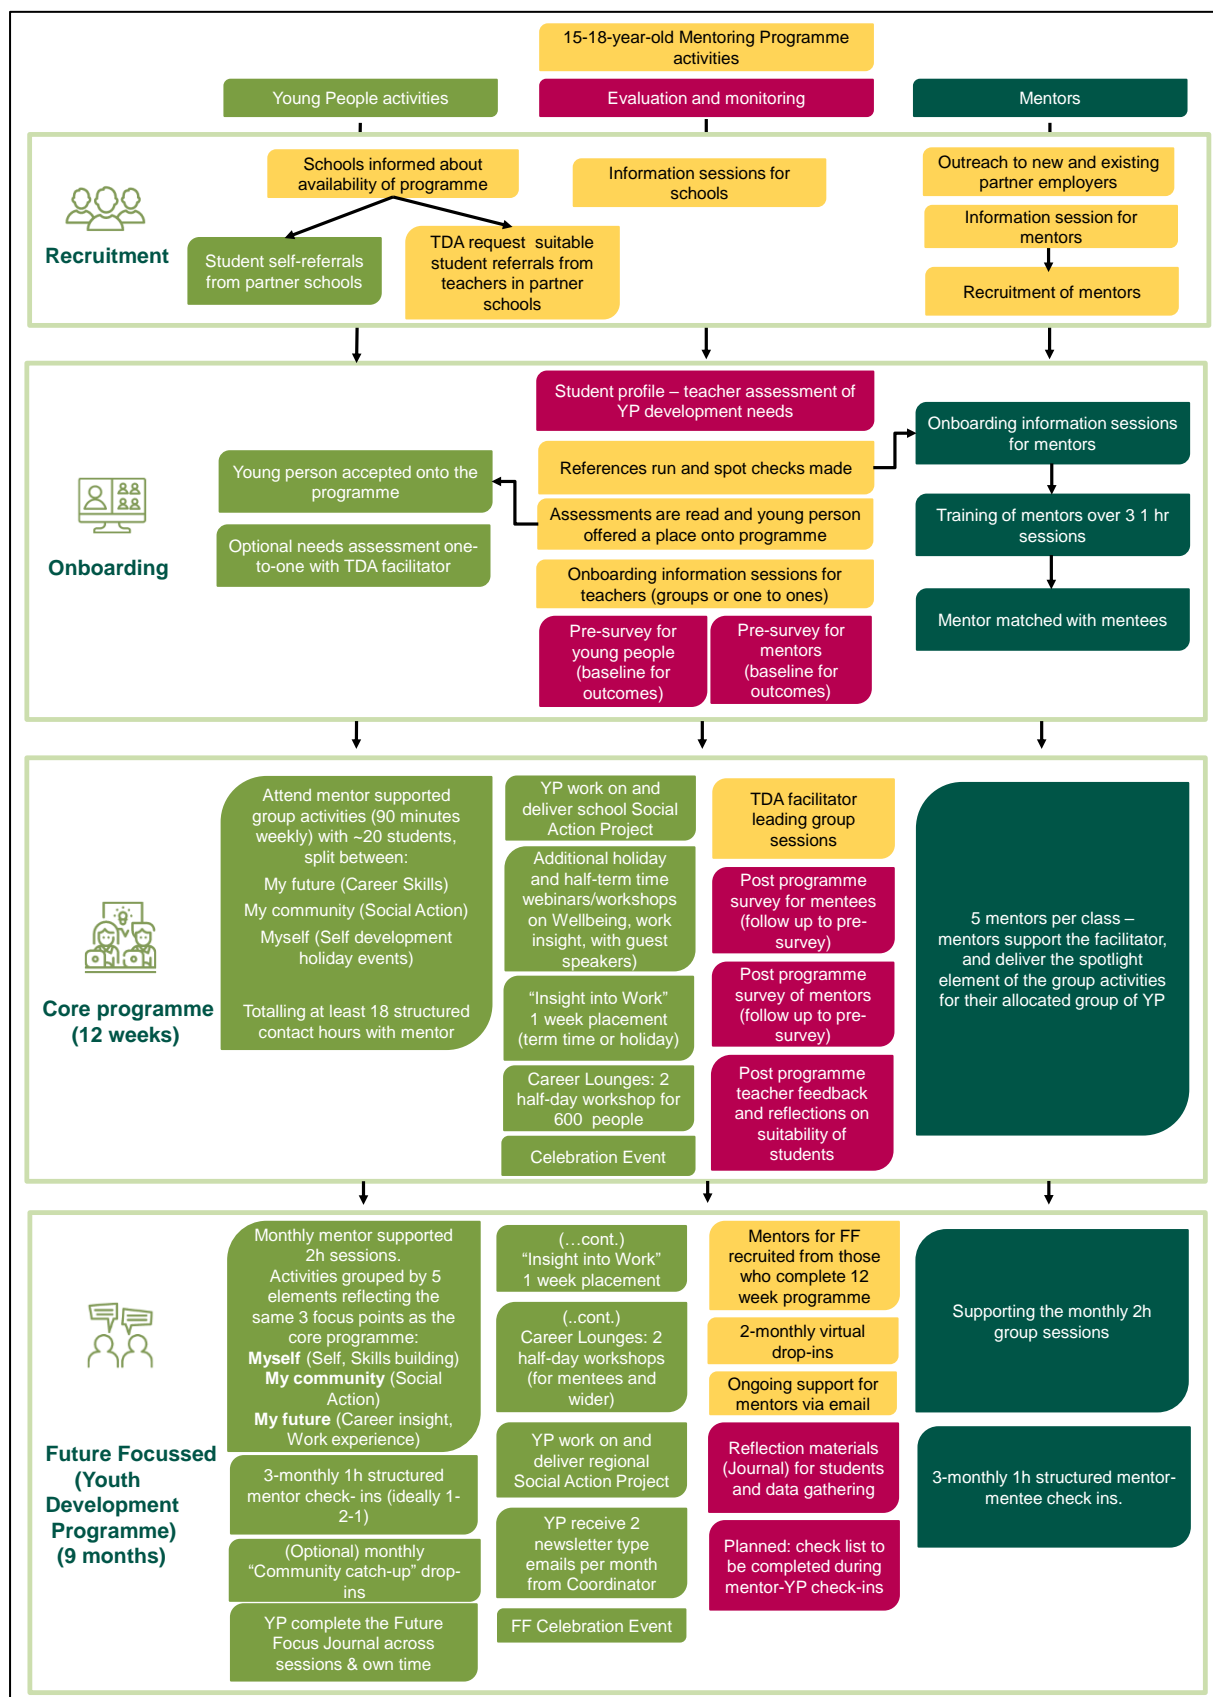 15-18-year-old Mentoring Programme
activities
Young People activities
Evaluation and monitoring
Mentors
Recruitment
Schools informed about
availability of programme
Student self-referrals
from partner schools
TDA request  suitable
student referrals from
teachers in partner
schools
Information sessions for
schools
Outreach to new and existing
partner employers
Information session for
mentors
Recruitment of mentors
Onboarding
Young person accepted onto the
programme
Optional needs assessment one-
to-one with TDA facilitator
Student profile – teacher assessment of
YP development needs
References run and spot checks made
Assessments are read and young person
offered a place onto programme
Onboarding information sessions for
teachers (groups or one to ones)
Pre-survey for
young people
(baseline for
outcomes)
Pre-survey for
mentors
(baseline for
outcomes)
Onboarding information sessions
for mentors
Training of mentors over 3 1 hr
sessions
Mentor matched with mentees
Core programme
(12 weeks)
Attend mentor supported
group activities (90 minutes
weekly) with ~20 students,
split between:
My future (Career Skills)
My community (Social Action)
Myself (Self development
holiday events)
Totalling at least 18 structured
contact hours with mentor
YP work on and
deliver school Social
Action Project
Additional holiday
and half-term time
webinars/workshops
on Wellbeing, work
insight, with guest
speakers)
“Insight into Work”
1 week placement
(term time or holiday)
Career Lounges: 2
half-day workshop for
600  people
Celebration Event
TDA facilitator
leading group
sessions
Post programme
survey for mentees
(follow up to pre-
survey)
Post programme
survey of mentors
(follow up to pre-
survey)
Post programme
teacher feedback
and reflections on
suitability of
students
5 mentors per class –
mentors support the facilitator,
and deliver the spotlight
element of the group activities
for their allocated group of YP
Future Focussed
(Youth
Development
Programme)
(9 months)
Monthly mentor supported
2h sessions.
Activities grouped by 5
elements reflecting the
same 3 focus points as the
core programme:
Myself (Self, Skills building)
My community (Social
Action)
My future (Career insight,
Work experience)
3-monthly 1h structured
mentor check- ins (ideally 1-
2-1)
(Optional) monthly
“Community catch-up” drop-
ins
YP complete the Future
Focus Journal across
sessions & own time
(…cont.)
“Insight into Work”
1 week placement
(..cont.)
Career Lounges: 2
half-day workshops
(for mentees and
wider)
YP work on and
deliver regional
Social Action Project
YP receive 2
newsletter type
emails per month
from Coordinator
FF Celebration Event
Mentors for FF
recruited from those
who complete 12
week programme
2-monthly virtual
drop-ins
Ongoing support for
mentors via email
Reflection materials
(Journal) for students
and data gathering
Planned: check list to
be completed during
mentor-YP check-ins
Supporting the monthly 2h
group sessions
3-monthly 1h structured mentor-
mentee check ins.